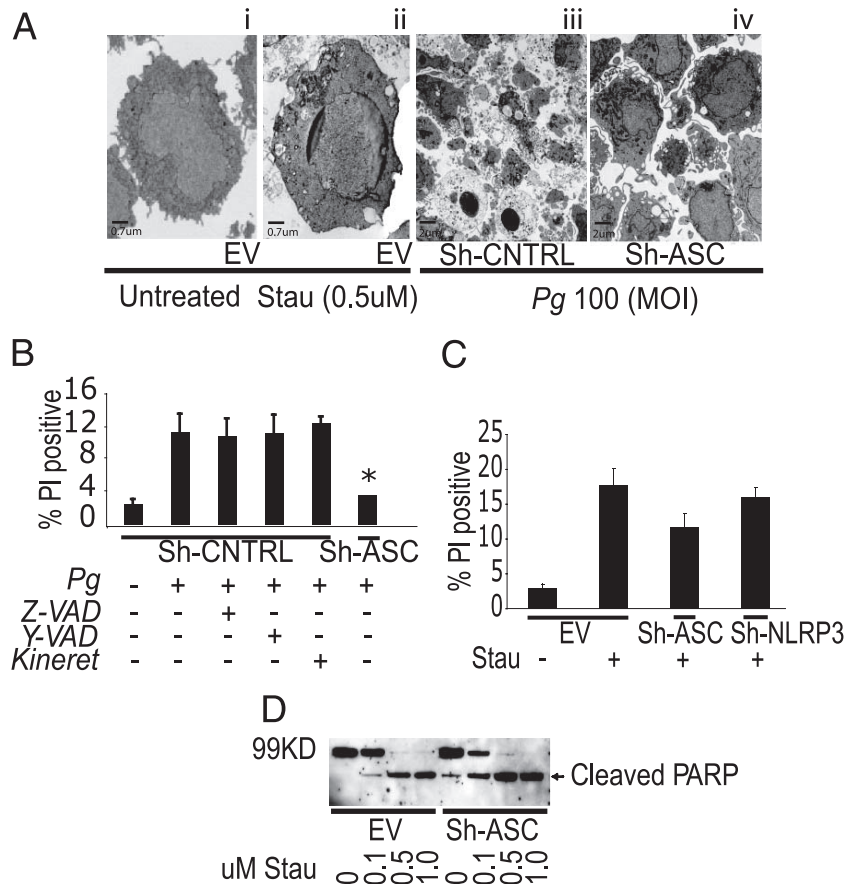 A
i ii iii iv
0.7um 0.7um 2um 2um
EV EV Sh-CNTRL Sh-ASC
Untreated Stau (0.5uM) Pg 100 (MOI)
B
% PI positive
16
12
8
4
0
*
Sh-CNTRL Sh-ASC
Pg - + + + + +
Z-VAD - - + - - -
Y-VAD - - - + - -
Kineret - - - - + -
C
% PI positive
25
20
15
10
5
0
EV Sh-ASC Sh-NLRP3
Stau - + + +
D
99KD
Cleaved PARP
EV Sh-ASC
uM Stau 0 0.1 0.5 1.0 0 0.1 0.5 1.0